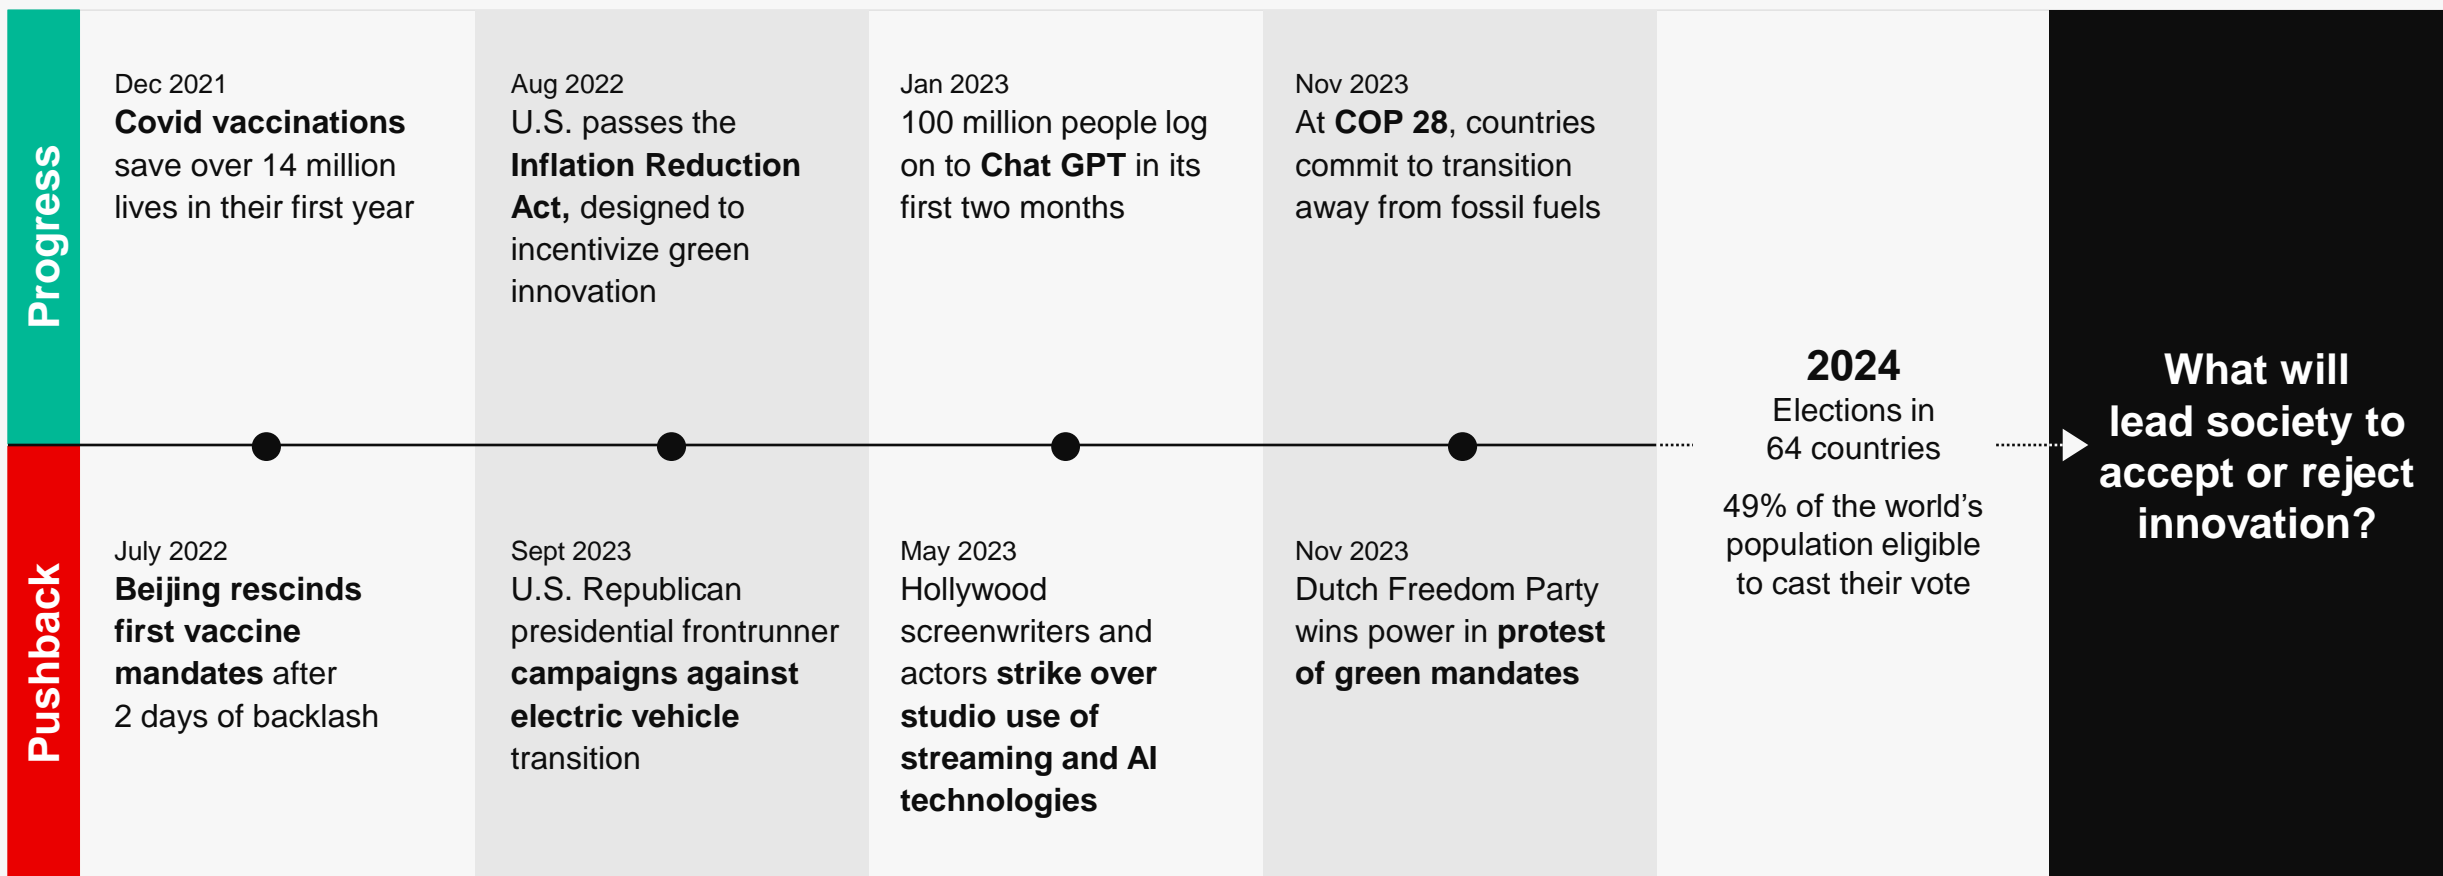 Progress
Dec 2021
Covid vaccinations
save over 14 million
lives in their first year
Aug 2022
U.S. passes the
Inflation Reduction
Act, designed to
incentivize green
innovation
Jan 2023
100 million people log
on to Chat GPT in its
first two months
Nov 2023
At COP 28, countries
commit to transition
away from fossil fuels
Pushback
July 2022
Beijing rescinds
first vaccine
mandates after
2 days of backlash
Sept 2023
U.S. Republican
presidential frontrunner
campaigns against
electric vehicle
transition
May 2023
Hollywood
screenwriters and
actors strike over
studio use of
streaming and AI
technologies
Nov 2023
Dutch Freedom Party
wins power in protest
of green mandates
2024
Elections in
64 countries
49% of the world's
population eligible
to cast their vote
What will
lead society to
accept or reject
innovation?